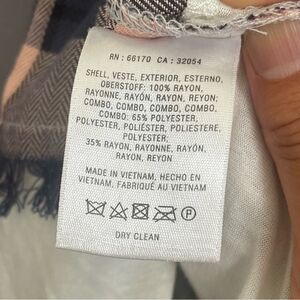 RN : 66170 CA : 32054
SHELL, VESTE, EXTERIOR, ESTERNO,
OBERSTOFF: 100% RAYON,
RAYONNE, RAYÓN, RAYON, REYON;
COMBO, COMBO, COMBO, COMBO,
COMBO: 65% POLYESTER,
POLYESTER, POLIÉSTER, POLIESTERE,
POLYESTER;
35% RAYON, RAYONNE, RAYÓN,
RAYON, REYON
MADE IN VIETNAM. HECHO EN
VIETNAM. FABRIQUÉ AU VIETNAM
P
DRY CLEAN